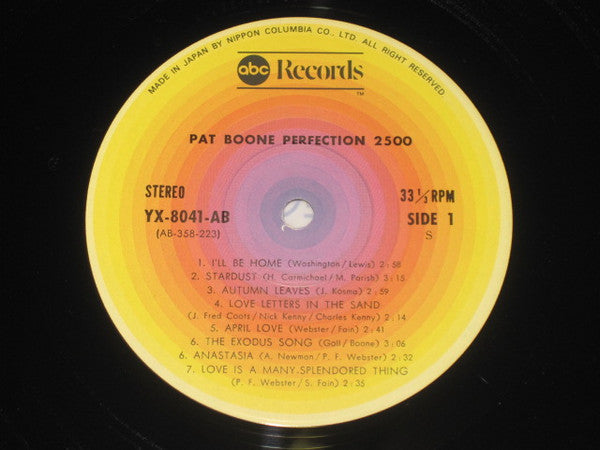 MADE IN JAPAN BY NIPPON COLUMBIA CO., LTD. ALL RIGHT RESERVED
abc Records
TM
PAT BOONE PERFECTION 2500
STEREO 33 1/3 RPM
YX-8041-AB SIDE 1
(AB-358-223) S
1. I'LL BE HOME (Washington/Lewis) 2:58
2. STARDUST (H. Carmichael/M. Parish) 3:15
3. AUTUMN LEAVES (J. Kosma) 2:59
4. LOVE LETTERS IN THE SAND
(J. Fred Coots/Nick Kenny/Charles Kenny) 2:14
5. APRIL LOVE (Webster/Fain) 2:41
6. THE EXODUS SONG (Goll/Boone) 3:06
6. ANASTASIA (A. Newmon/P. F. Webster) 2:32
7. LOVE IS A MANY-SPLENDORED THING
(P. F. Webster/S. Fain) 2:35